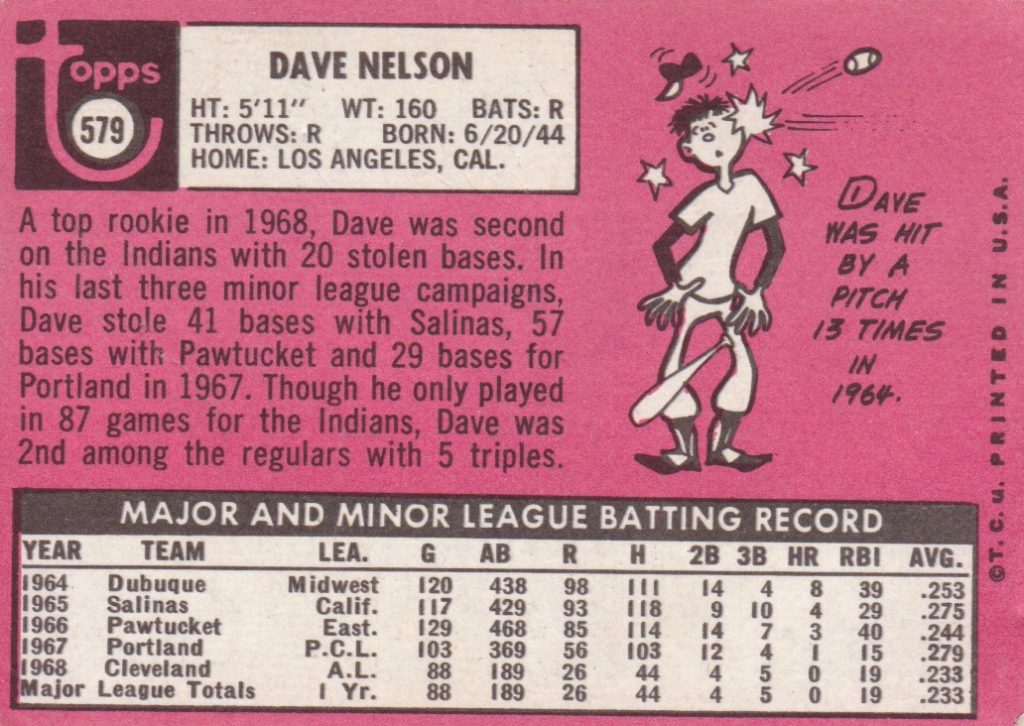 Topps
579
DAVE NELSON
HT: 5'11" WT: 160 BATS: R
THROWS: R BORN: 6/20/44
HOME: LOS ANGELES, CAL.
A top rookie in 1968, Dave was second
on the Indians with 20 stolen bases. In
his last three minor league campaigns,
Dave stole 41 bases with Salinas, 57
bases with Pawtucket and 29 bases for
Portland in 1967. Though he only played
in 87 games for the Indians, Dave was
2nd among the regulars with 5 triples.
DAVE
WAS HIT
BY A
PITCH
13 TIMES
IN
1964.
©T.C.G. PRINTED IN U.S.A.
MAJOR AND MINOR LEAGUE BATTING RECORD
YEAR TEAM LEA. G AB R H 2B 3B HR RBI AVG.
1964 Dubuque Midwest 120 438 98 111 14 4 8 39 .253
1965 Salinas Calif. 117 429 93 118 9 10 4 29 .275
1966 Pawtucket East. 129 468 85 114 14 7 3 40 .244
1967 Portland P.C.L. 103 369 56 103 12 4 1 15 .279
1968 Cleveland A.L. 88 189 26 44 4 5 0 19 .233
Major League Totals 1 Yr. 88 189 26 44 4 5 0 19 .233